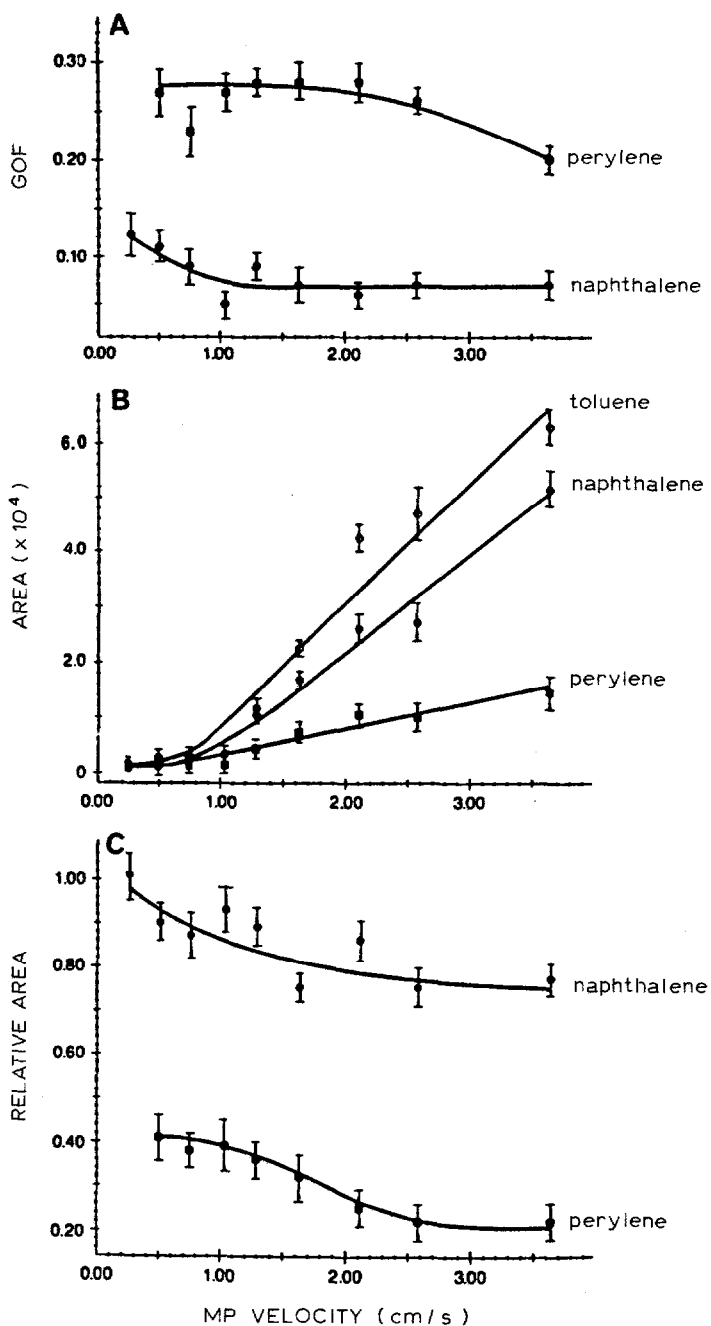 A
GOF
0.30
0.20
0.10
perylene
naphthalene
0.00
1.00
2.00
3.00
B
AREA (×10⁴)
6.0
4.0
2.0
0
toluene
naphthalene
perylene
0.00
1.00
2.00
3.00
C
RELATIVE AREA
1.00
0.80
0.60
0.40
0.20
naphthalene
perylene
0.00
1.00
2.00
3.00
MP VELOCITY (cm/s)